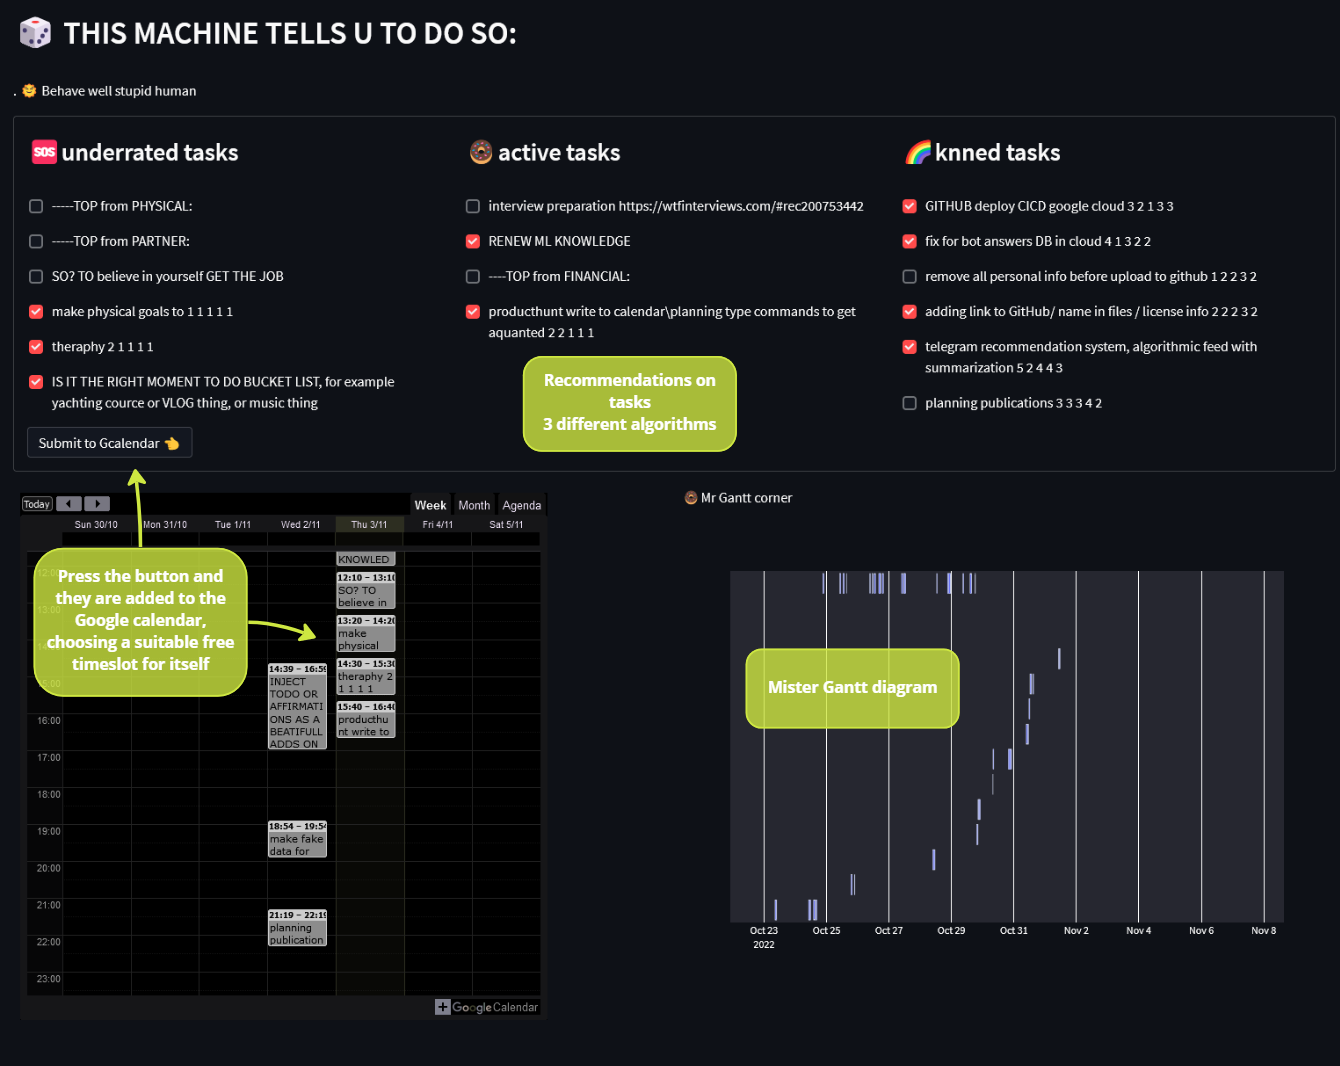 THIS MACHINE TELLS U TO DO SO:
. Behave well stupid human
SOS underrated tasks
-----TOP from PHYSICAL:
-----TOP from PARTNER:
SO? TO believe in yourself GET THE JOB
make physical goals to 1 1 1 1 1
theraphy 2 1 1 1 1
IS IT THE RIGHT MOMENT TO DO BUCKET LIST, for example
yachting cource or VLOG thing, or music thing
Submit to Gcalendar
active tasks
interview preparation https://wtfinterviews.com/#rec200753442
RENEW ML KNOWLEDGE
----TOP from FINANCIAL:
producthunt write to calendar\planning type commands to get
aquanted 2 2 1 1 1
Recommendations on
tasks
3 different algorithms
knned tasks
GITHUB deploy CICD google cloud 3 2 1 3 3
fix for bot answers DB in cloud 4 1 3 2 2
remove all personal info before upload to github 1 2 2 3 2
adding link to GitHub/ name in files / license info 2 2 2 3 2
telegram recommendation system, algorithmic feed with
summarization 5 2 4 4 3
planning publications 3 3 3 4 2
Today
Week Month Agenda
Sun 30/10 Mon 31/10 Tue 1/11 Wed 2/11 Thu 3/11 Fri 4/11 Sat 5/11
Press the button and
they are added to the
Google calendar,
choosing a suitable free
timeslot for itself
12:00
13:00
15:00
16:00
17:00
18:00
19:00
20:00
21:00
22:00
23:00
14:39 – 16:59
INJECT
TODO OR
AFFIRMATI
ONS AS A
BEATIFULL
ADDS ON
18:54 – 19:54
make fake
data for
21:19 – 22:19
planning
publication
KNOWLED
12:10 – 13:10
SO? TO
believe in
13:20 – 14:20
make
physical
14:30 – 15:30
theraphy 2
1 1 1 1
15:40 – 16:40
producthu
nt write to
Google Calendar
Mr Gantt corner
Mister Gantt diagram
Oct 23 Oct 25 Oct 27 Oct 29 Oct 31 Nov 2 Nov 4 Nov 6 Nov 8
2022